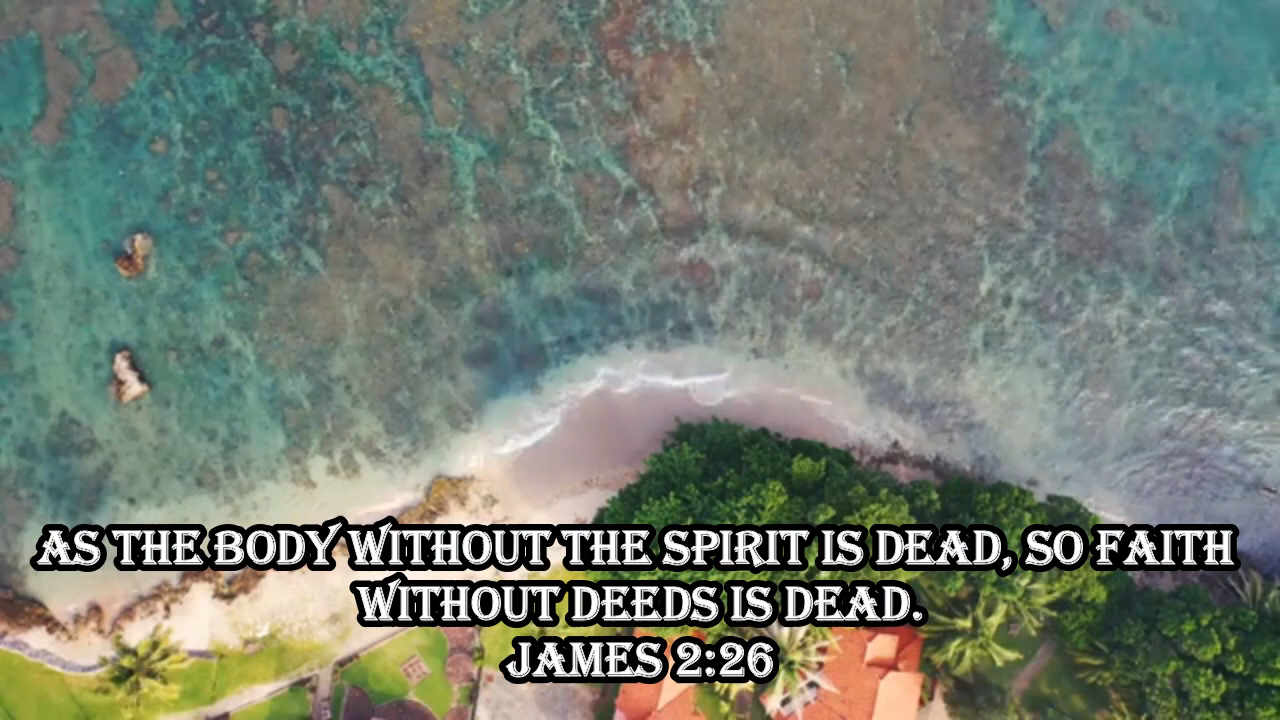 AS THE BODY WITHOUT THE SPIRIT IS DEAD, SO FAITH
WITHOUT DEEDS IS DEAD.
JAMES 2:26